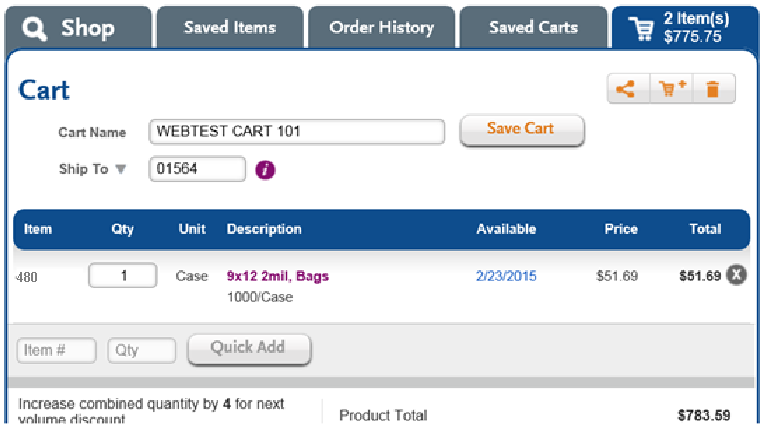 Shop
Saved Items
Order History
Saved Carts
2 Item(s)
$775.75
Cart
Cart Name WEBTEST CART 101 Save Cart
Ship To 01564 i
Item Qty Unit Description Available Price Total
480 1 Case 9x12 2mil, Bags 2/23/2015 $51.69 $51.69 X
1000/Case
Item # Qty Quick Add
Increase combined quantity by 4 for next
volume discount
Product Total $783.59